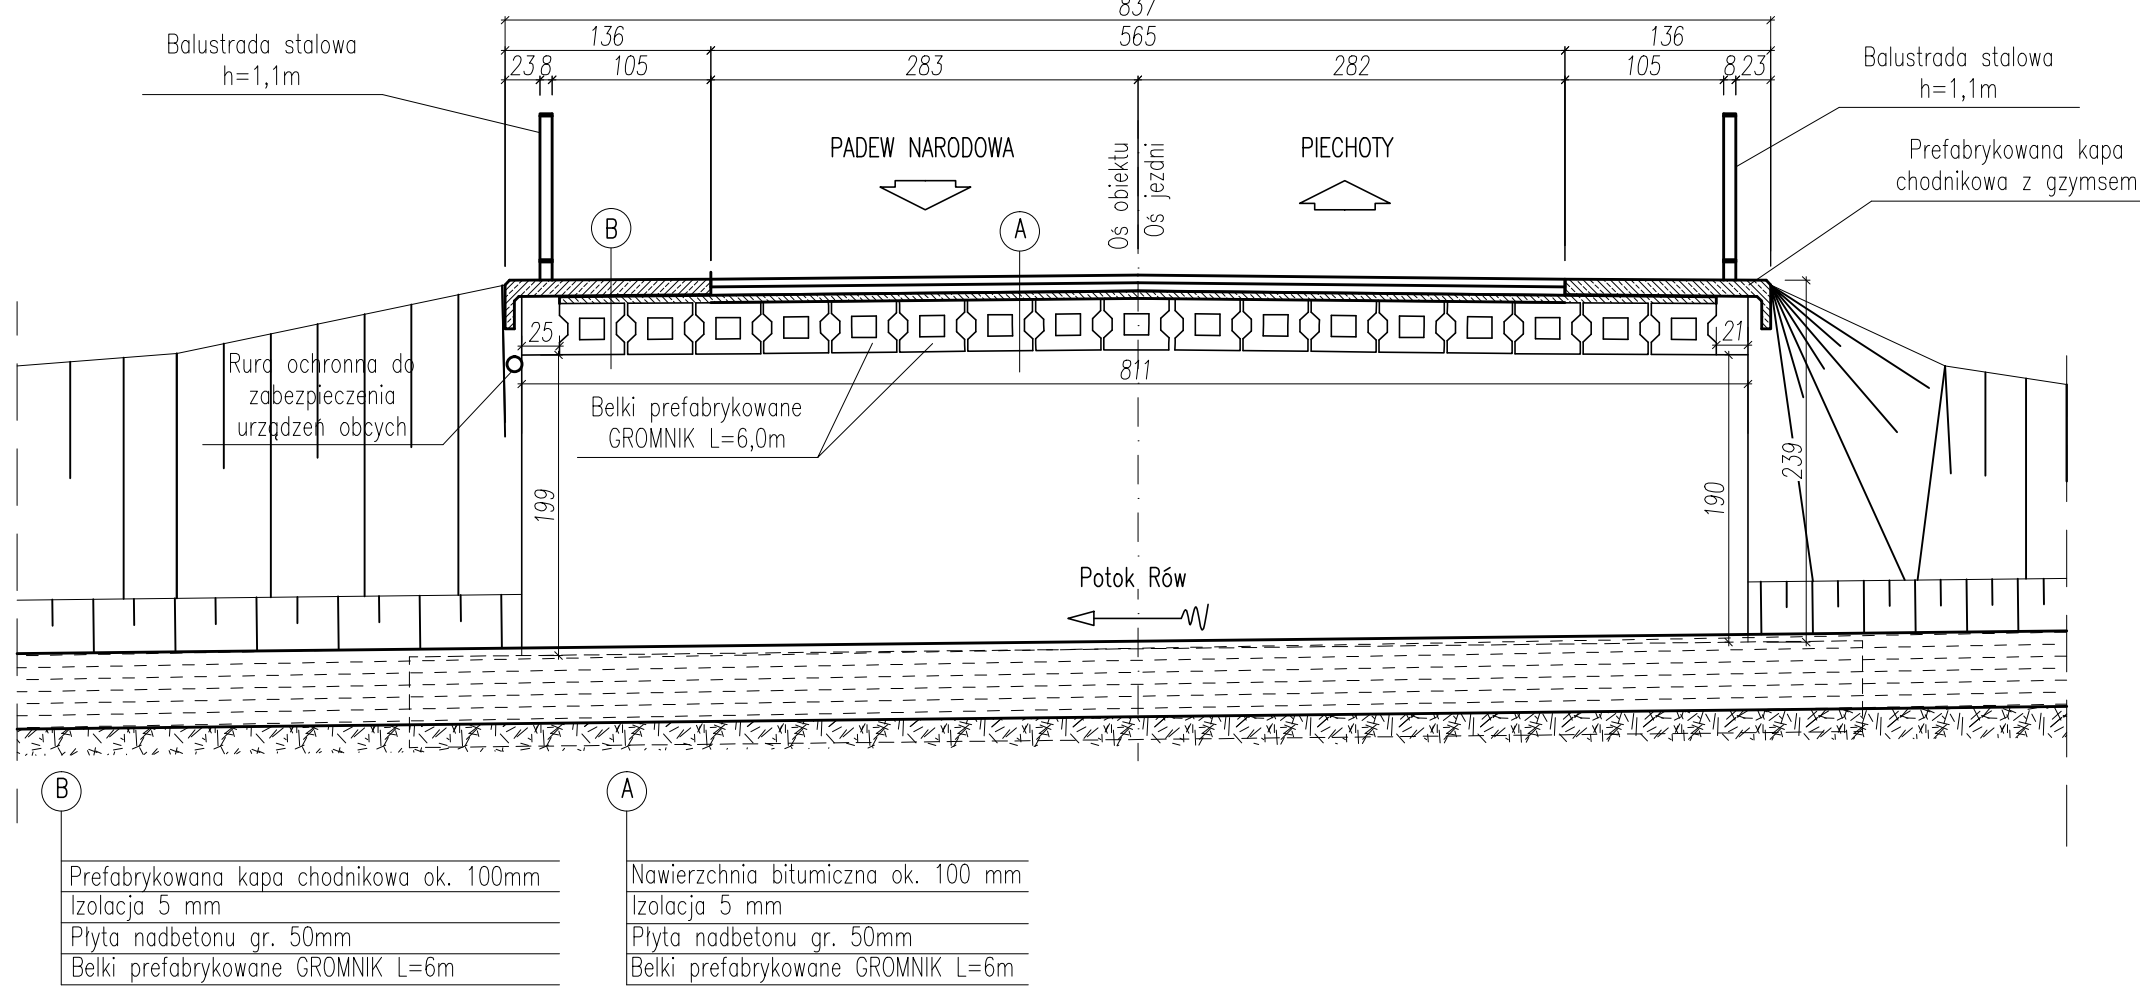 837
136 565 136
23 8 105 283 282 105 8 23
Balustrada stalowa
h=1,1m
Balustrada stalowa
h=1,1m
PADEW NARODOWA
PIECHOTY
Oś obiektu
Oś jezdni
Prefabrykowana kapa
chodnikowa z gzymsem
B
A
25
21
811
Rura ochronna do
zabezpieczenia
urządzeń obcych
Belki prefabrykowane
GROMNIK L=6,0m
199
190
239
Potok Rów
B
Prefabrykowana kapa chodnikowa ok. 100mm
Izolacja 5 mm
Płyta nadbetonu gr. 50mm
Belki prefabrykowane GROMNIK L=6m
A
Nawierzchnia bitumiczna ok. 100 mm
Izolacja 5 mm
Płyta nadbetonu gr. 50mm
Belki prefabrykowane GROMNIK L=6m